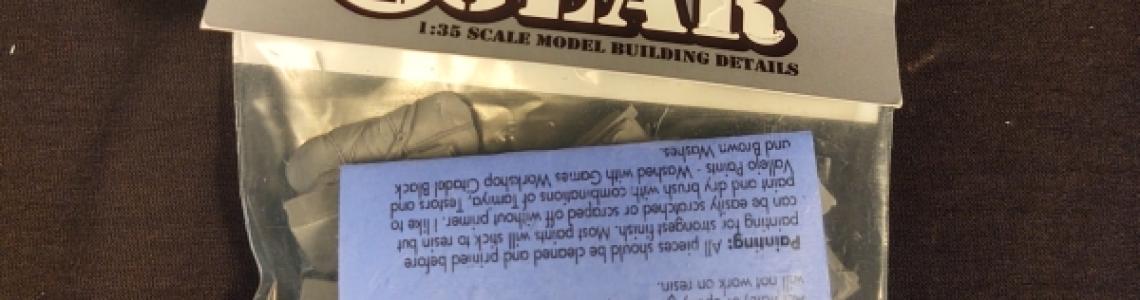 1:35 SCALE MODEL BUILDING DETAILS
will not work on resin.
Painting: All pieces should be cleaned and primed before
painting for strongest finish. Most paints will stick to resin but
can be easily scratched or scraped off without primer. I like to
paint and dry brush with combinations of Tamiya, Testors and
Vallejo Paints - Washed with Games Workshop Citadel Black
and Brown Washes.